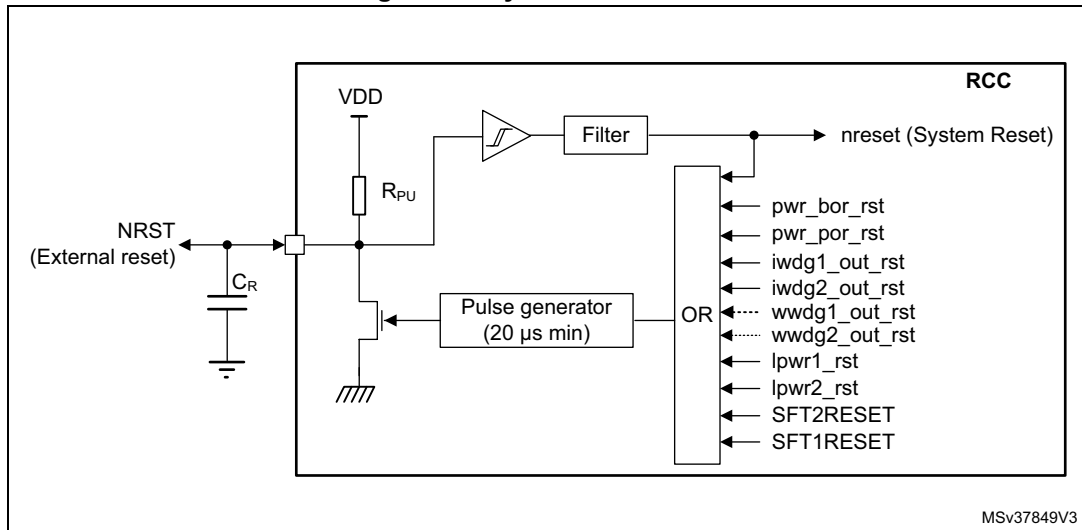 RCC
VDD
nreset (System Reset)
Filter
RPU
NRST
(External reset)
CR
Pulse generator
(20 µs min)
OR
pwr_bor_rst
pwr_por_rst
iwdg1_out_rst
iwdg2_out_rst
wwdg1_out_rst
wwdg2_out_rst
lpwr1_rst
lpwr2_rst
SFT2RESET
SFT1RESET
MSv37849V3